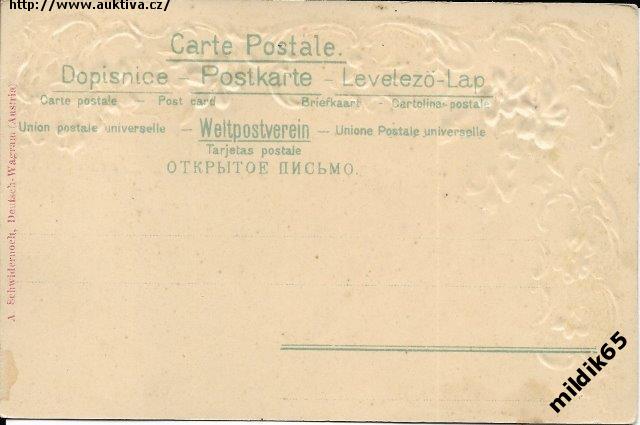 http://www.auktiva.cz/
Carte Postale.
Dopisnice – Postkarte – Levelező-Lap
Carte postale – Post card Briefkaart – Cartolina postale
Union postale universelle – Weltpostverein – Unione Postale universelle
Tarjetas postale
ОТКРЫТОЕ ПИСЬМО.
A. Schwidernoch, Deutsch-Wagram (Austria)
mildik65